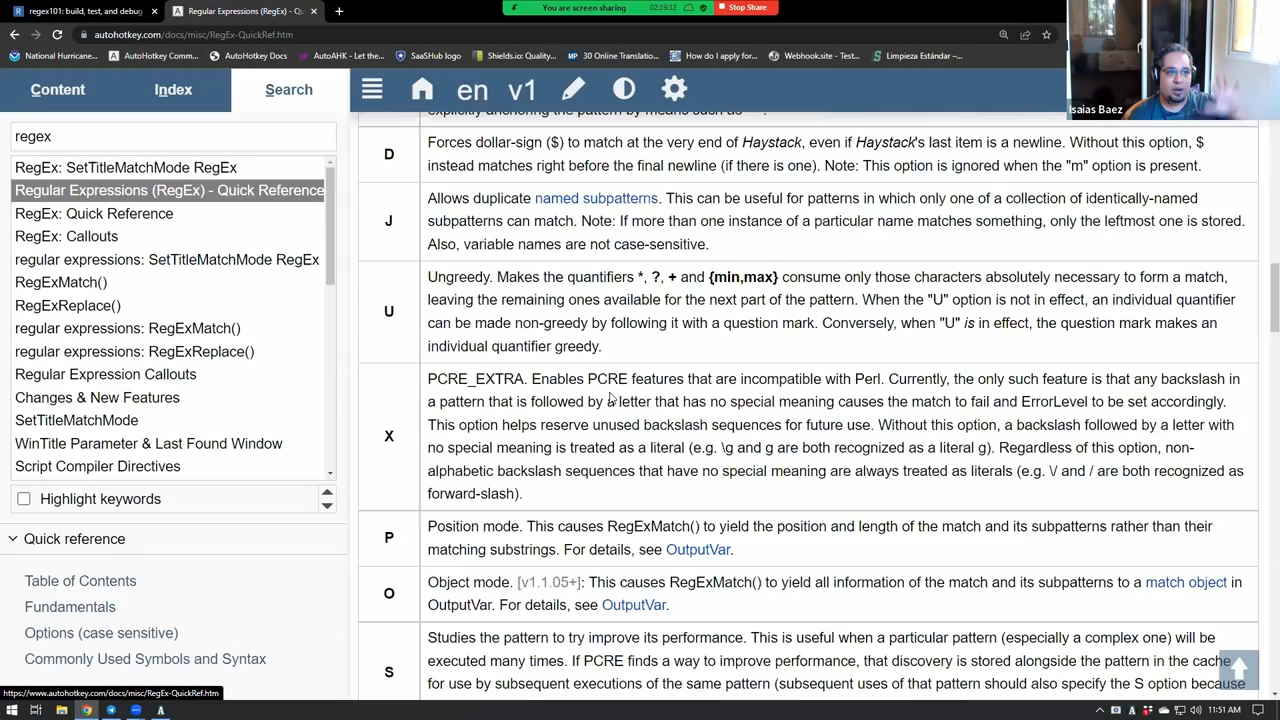 regex101: build, test, and debug
Regular Expressions (RegEx) - Qu
You are screen sharing
02:39:32
Stop Share
autohotkey.com/docs/misc/RegEx-QuickRef.htm
National Hurricane...
AutoHotkey Comm...
AutoHotkey Docs
AutoAHK - Let the...
SaaSHub logo
Shields.io: Quality...
30 Online Translatio...
How do I apply for...
Webhook.site - Test...
Limpieza Estándar^...
Isaias Baez
Content
Index
Search
en
v1
regex
RegEx: SetTitleMatchMode RegEx
Regular Expressions (RegEx) - Quick Reference
RegEx: Quick Reference
RegEx: Callouts
regular expressions: SetTitleMatchMode RegEx
RegExMatch()
RegExReplace()
regular expressions: RegExMatch()
regular expressions: RegExReplace()
Regular Expression Callouts
Changes & New Features
SetTitleMatchMode
WinTitle Parameter & Last Found Window
Script Compiler Directives
Highlight keywords
Quick reference
Table of Contents
Fundamentals
Options (case sensitive)
Commonly Used Symbols and Syntax
explicitly anchoring the pattern by means such as
D
Forces dollar-sign ($) to match at the very end of Haystack, even if Haystack's last item is a newline. Without this option, $
instead matches right before the final newline (if there is one). Note: This option is ignored when the "m" option is present.
J
Allows duplicate named subpatterns. This can be useful for patterns in which only one of a collection of identically-named
subpatterns can match. Note: If more than one instance of a particular name matches something, only the leftmost one is stored.
Also, variable names are not case-sensitive.
U
Ungreedy. Makes the quantifiers *, ?, + and {min,max} consume only those characters absolutely necessary to form a match,
leaving the remaining ones available for the next part of the pattern. When the "U" option is not in effect, an individual quantifier
can be made non-greedy by following it with a question mark. Conversely, when "U" is in effect, the question mark makes an
individual quantifier greedy.
X
PCRE_EXTRA. Enables PCRE features that are incompatible with Perl. Currently, the only such feature is that any backslash in
a pattern that is followed by a letter that has no special meaning causes the match to fail and ErrorLevel to be set accordingly.
This option helps reserve unused backslash sequences for future use. Without this option, a backslash followed by a letter with
no special meaning is treated as a literal (e.g. \g and g are both recognized as a literal g). Regardless of this option, non-
alphabetic backslash sequences that have no special meaning are always treated as literals (e.g. \/ and / are both recognized as
forward-slash).
P
Position mode. This causes RegExMatch() to yield the position and length of the match and its subpatterns rather than their
matching substrings. For details, see OutputVar.
O
Object mode. [v1.1.05+]: This causes RegExMatch() to yield all information of the match and its subpatterns to a match object in
OutputVar. For details, see OutputVar.
S
Studies the pattern to try improve its performance. This is useful when a particular pattern (especially a complex one) will be
executed many times. If PCRE finds a way to improve performance, that discovery is stored alongside the pattern in the cache
for use by subsequent executions of the same pattern (subsequent uses of that pattern should also specify the S option because
https://www.autohotkey.com/docs/misc/RegEx-QuickRef.htm
11:51 AM